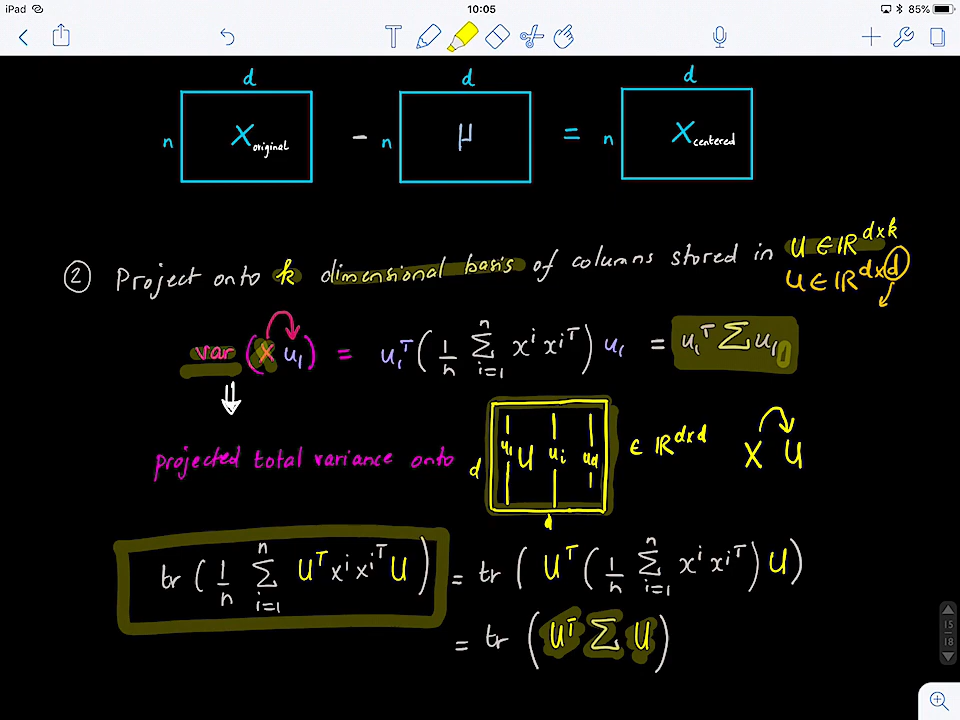 iPad 10:05 85%
T
d d d
n X original - n μ = n X centered
② Project onto k dimensional basis of columns stored in U ∈ ℝ^{d×k}
U ∈ ℝ^{d×d}
var (X u₁) = u₁ᵀ ( 1/n Σ_{i=1}^{n} xⁱ xⁱᵀ ) u₁ = u₁ᵀ Σ u₁
⇓
projected total variance onto d u₁ U uᵢ u_d ∈ ℝ^{d×d} X U
d
tr ( 1/n Σ_{i=1}^{n} Uᵀ xⁱ xⁱᵀ U ) = tr ( Uᵀ ( 1/n Σ_{i=1}^{n} xⁱ xⁱᵀ ) U )
= tr ( Uᵀ Σ U )
15
18